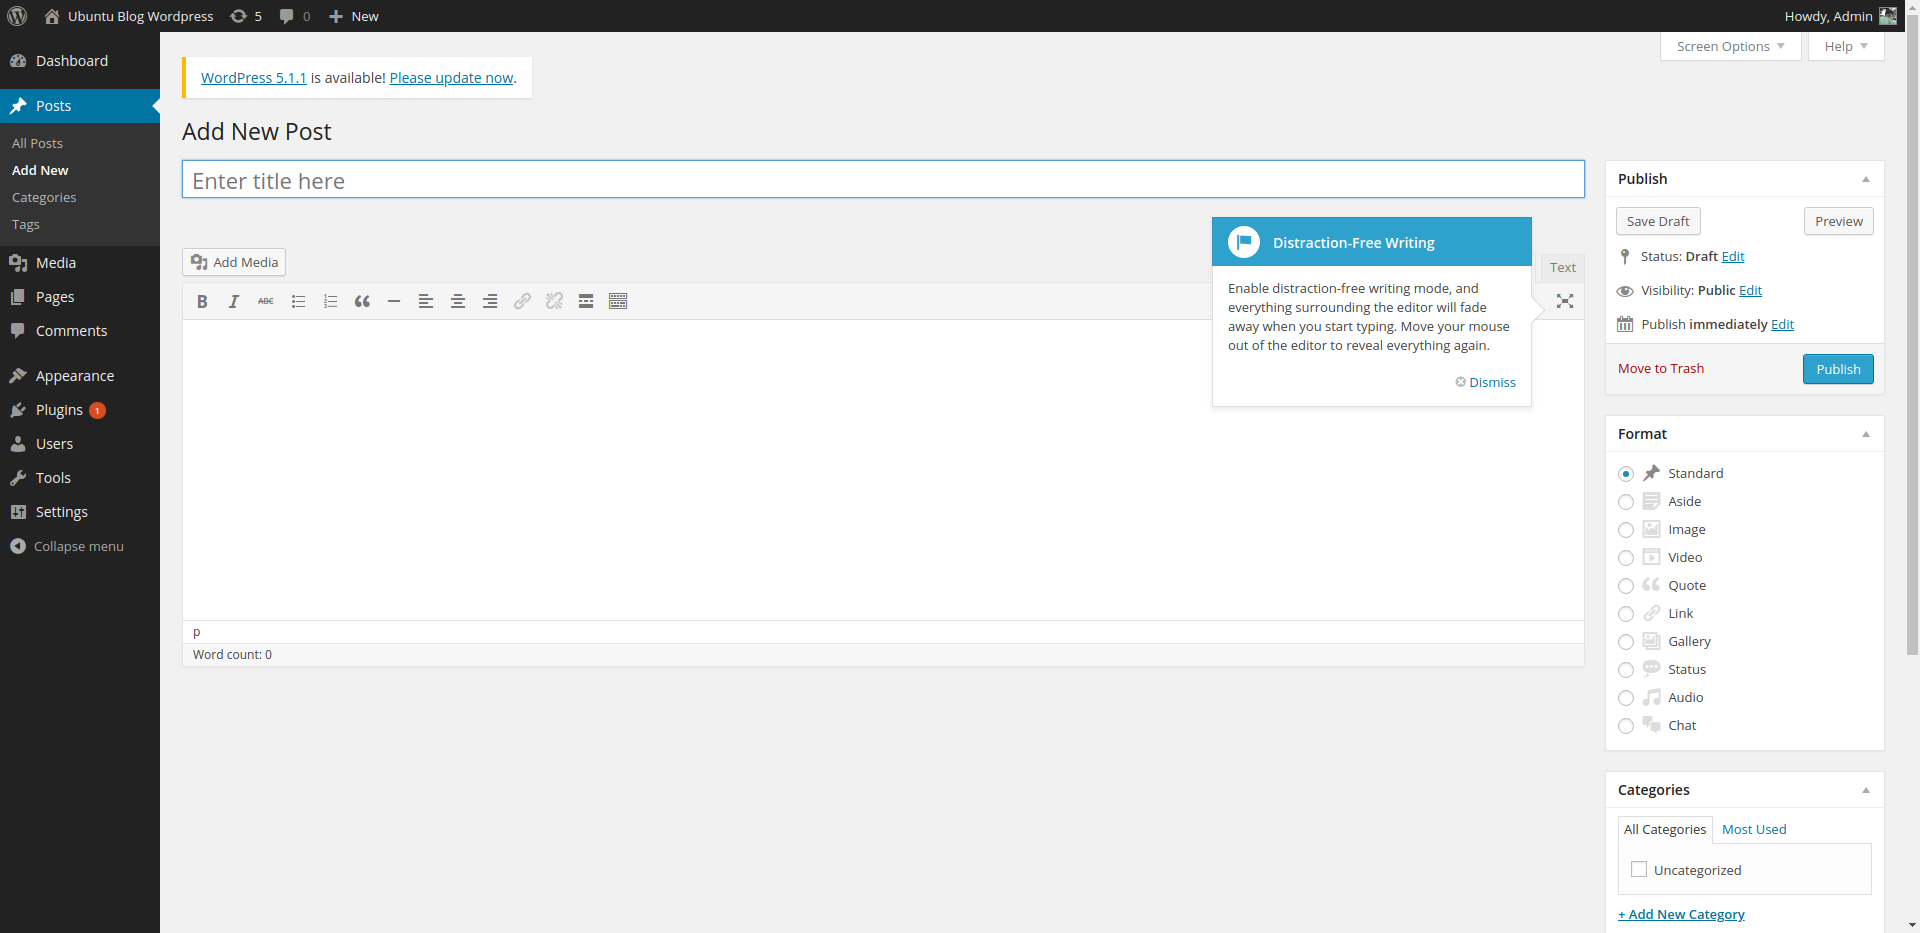 Ubuntu Blog Wordpress 5 0 New Howdy, Admin
Screen Options Help
Dashboard
Posts
All Posts
Add New
Categories
Tags
Media
Pages
Comments
Appearance
Plugins 1
Users
Tools
Settings
Collapse menu
WordPress 5.1.1 is available! Please update now.
Add New Post
Enter title here
Add Media
Text
B I ABC
Distraction-Free Writing
Enable distraction-free writing mode, and
everything surrounding the editor will fade
away when you start typing. Move your mouse
out of the editor to reveal everything again.
Dismiss
p
Word count: 0
Publish
Save Draft Preview
Status: Draft Edit
Visibility: Public Edit
Publish immediately Edit
Move to Trash Publish
Format
Standard
Aside
Image
Video
Quote
Link
Gallery
Status
Audio
Chat
Categories
All Categories Most Used
Uncategorized
+ Add New Category